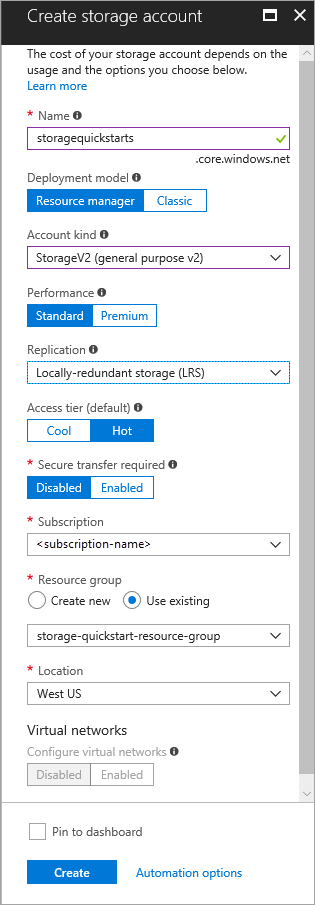 Create storage account
The cost of your storage account depends on the
usage and the options you choose below.
Learn more
* Name
storagequickstarts
.core.windows.net
Deployment model
Resource manager Classic
Account kind
StorageV2 (general purpose v2)
Performance
Standard Premium
Replication
Locally-redundant storage (LRS)
Access tier (default)
Cool Hot
* Secure transfer required
Disabled Enabled
* Subscription
<subscription-name>
* Resource group
Create new Use existing
storage-quickstart-resource-group
* Location
West US
Virtual networks
Configure virtual networks
Disabled Enabled
Pin to dashboard
Create Automation options